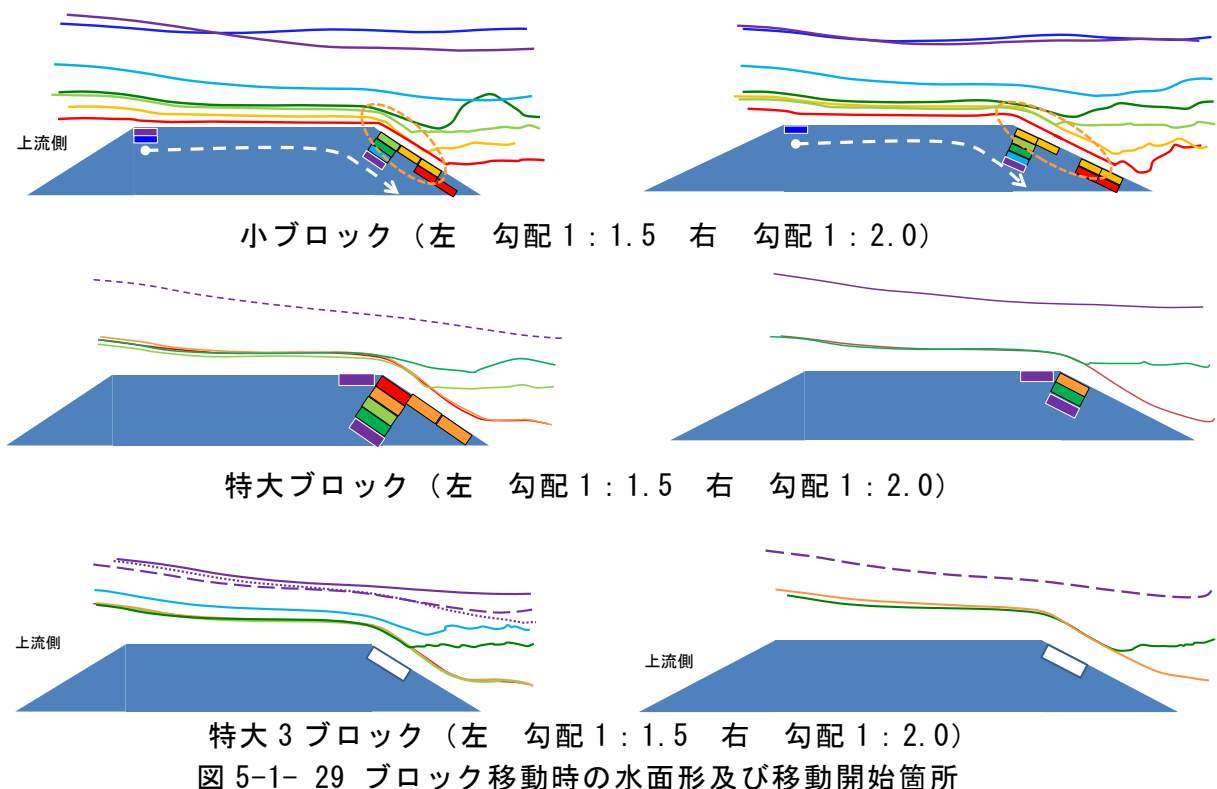 上流側
小ブロック（左　勾配 1：1.5　右　勾配 1：2.0）
特大ブロック（左　勾配 1：1.5　右　勾配 1：2.0）
上流側
上流側
特大 3 ブロック（左　勾配 1：1.5　右　勾配 1：2.0）
図 5-1- 29 ブロック移動時の水面形及び移動開始箇所